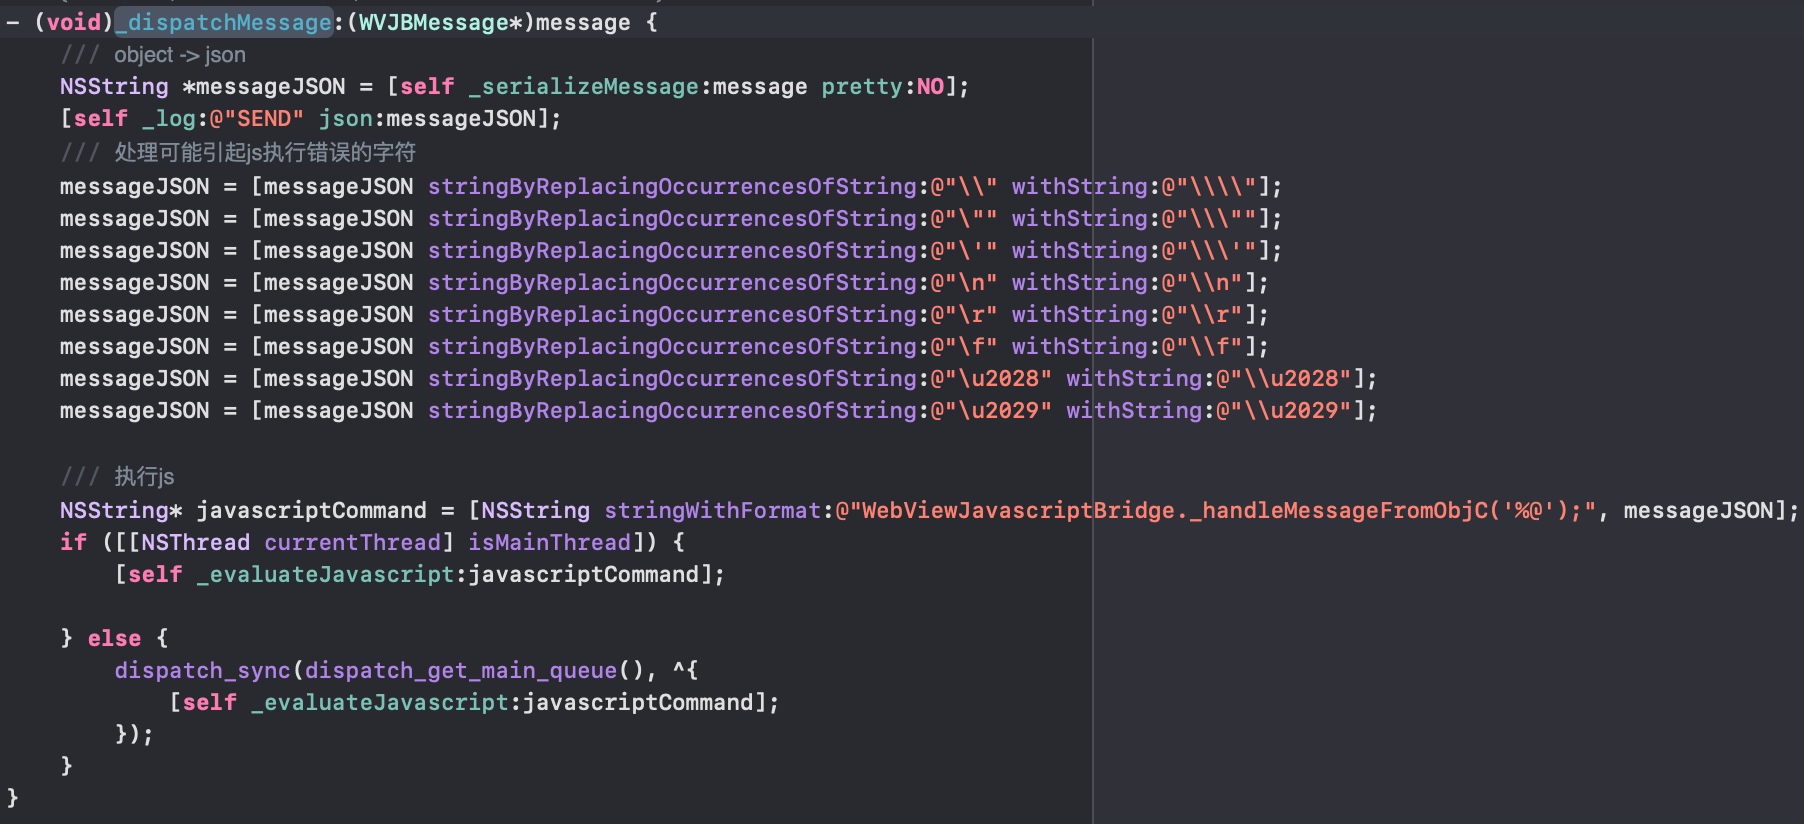 - (void)_dispatchMessage:(WVJBMessage*)message {
/// object -> json
NSString *messageJSON = [self _serializeMessage:message pretty:NO];
[self _log:@"SEND" json:messageJSON];
/// 处理可能引起js执行错误的字符
messageJSON = [messageJSON stringByReplacingOccurrencesOfString:@"\\" withString:@"\\\\"];
messageJSON = [messageJSON stringByReplacingOccurrencesOfString:@"\"" withString:@"\\\""];
messageJSON = [messageJSON stringByReplacingOccurrencesOfString:@"\'" withString:@"\\\'"];
messageJSON = [messageJSON stringByReplacingOccurrencesOfString:@"\n" withString:@"\\n"];
messageJSON = [messageJSON stringByReplacingOccurrencesOfString:@"\r" withString:@"\\r"];
messageJSON = [messageJSON stringByReplacingOccurrencesOfString:@"\f" withString:@"\\f"];
messageJSON = [messageJSON stringByReplacingOccurrencesOfString:@"\u2028" withString:@"\\u2028"];
messageJSON = [messageJSON stringByReplacingOccurrencesOfString:@"\u2029" withString:@"\\u2029"];
/// 执行js
NSString* javascriptCommand = [NSString stringWithFormat:@"WebViewJavascriptBridge._handleMessageFromObjC('%@');", messageJSON];
if ([[NSThread currentThread] isMainThread]) {
[self _evaluateJavascript:javascriptCommand];
} else {
dispatch_sync(dispatch_get_main_queue(), ^{
[self _evaluateJavascript:javascriptCommand];
});
}
}